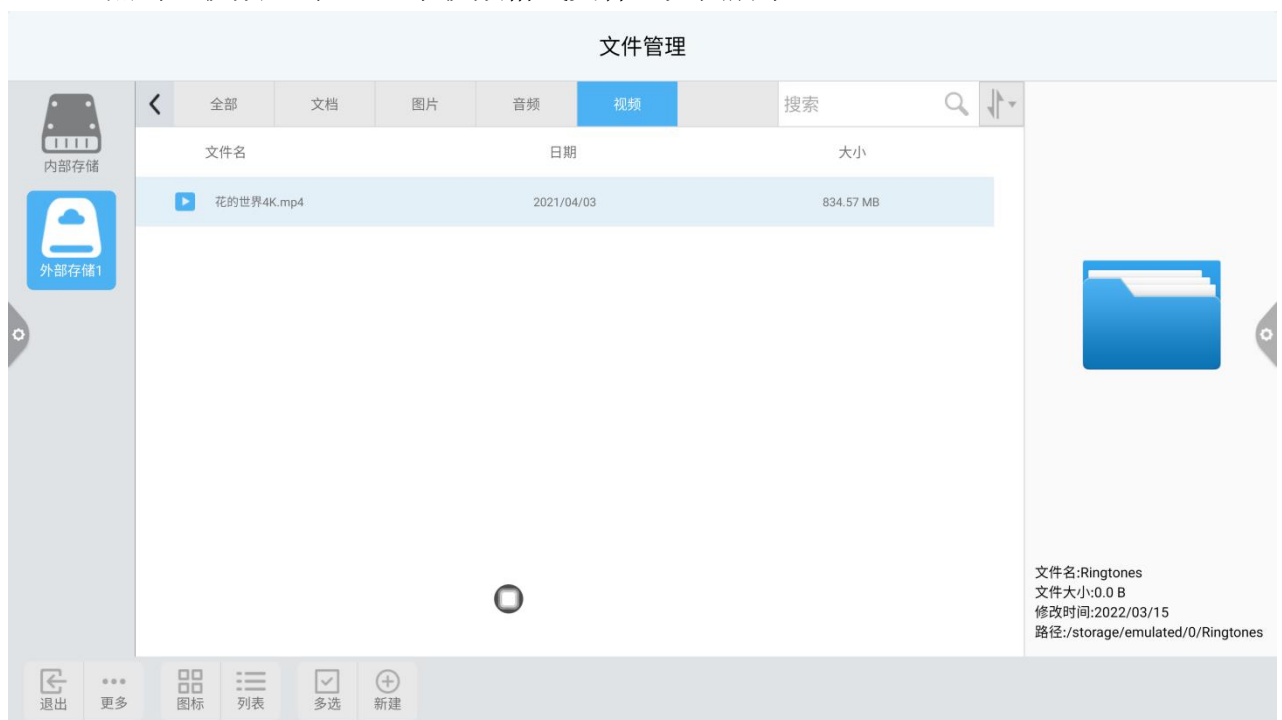 文件管理
全部 文档 图片 音频 视频 搜索
内部存储
文件名 日期 大小
花的世界4K.mp4 2021/04/03 834.57 MB
外部存储1
文件名:Ringtones
文件大小:0.0 B
修改时间:2022/03/15
路径:/storage/emulated/0/Ringtones
退出 更多 图标 列表 多选 新建